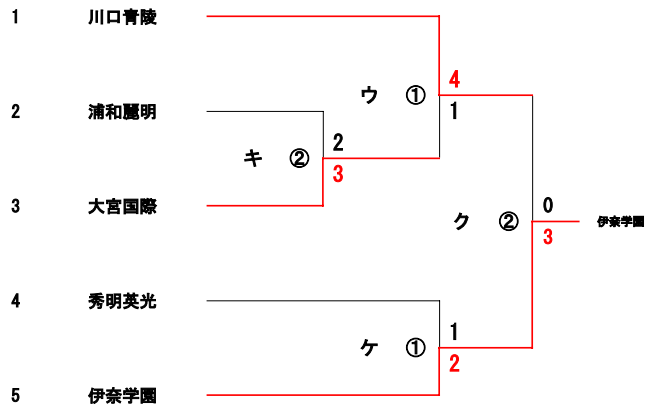 1 川口青陵
4
ウ ①
1
2 浦和麗明
2
キ ②
3
3 大宮国際
0
ク ②
3
伊奈学園
4 秀明英光
1
ケ ①
2
5 伊奈学園